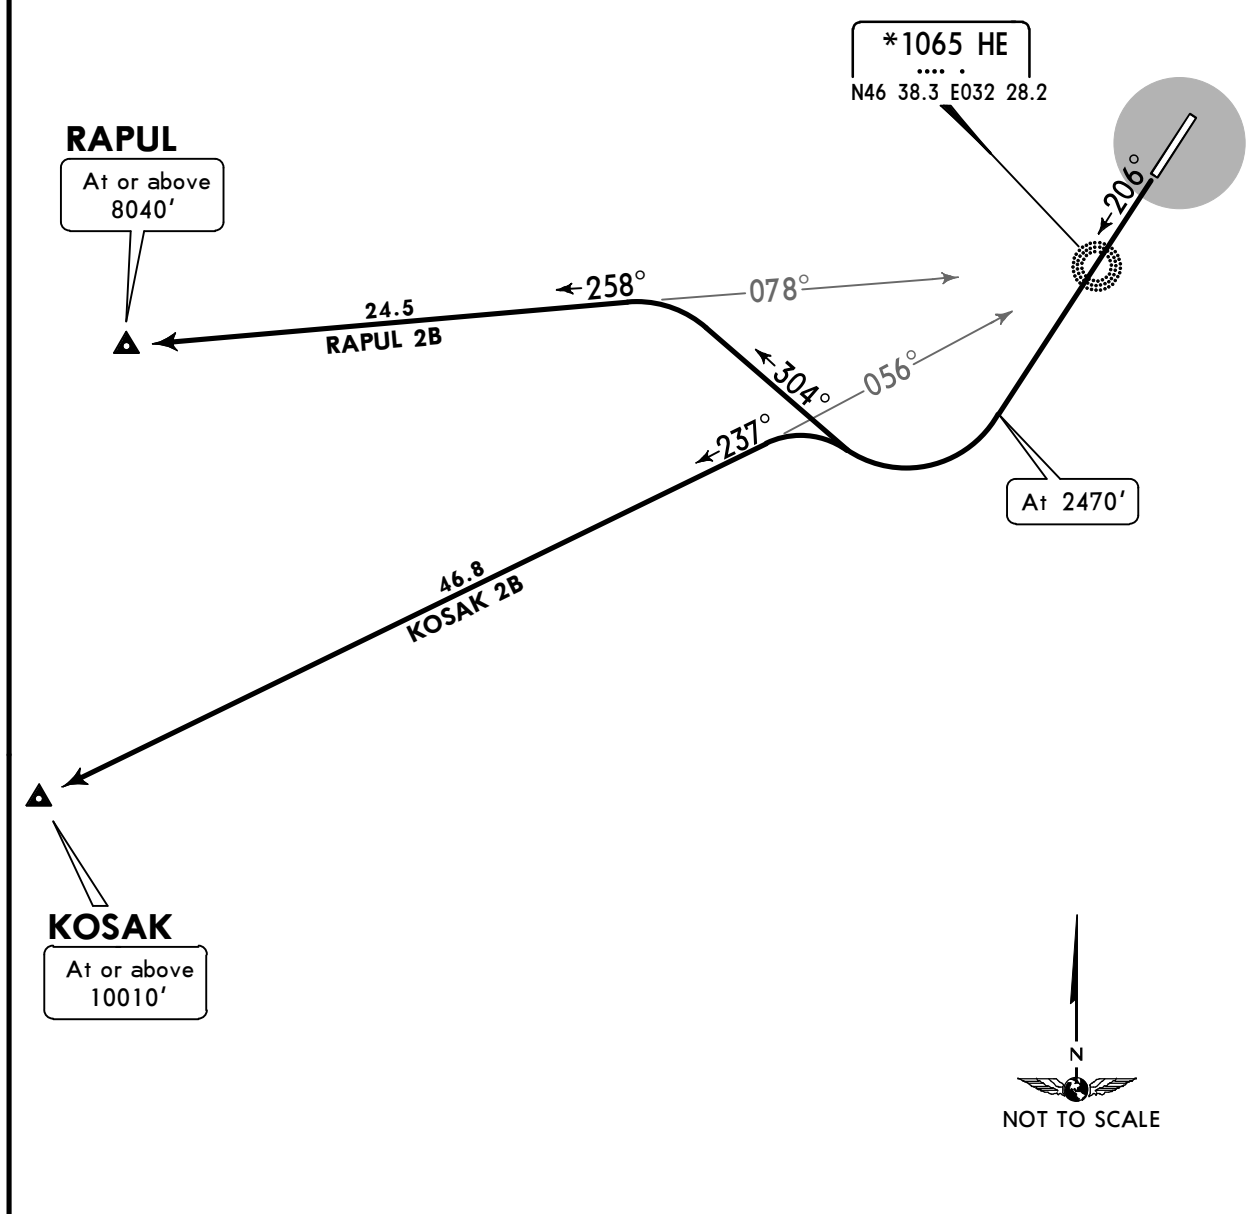 *1065 HE
N46 38.3 E032 28.2
RAPUL
At or above
8040'
206°
258°
078°
24.5
RAPUL 2B
304°
056°
237°
At 2470'
46.8
KOSAK 2B
KOSAK
At or above
10010'
N
NOT TO SCALE